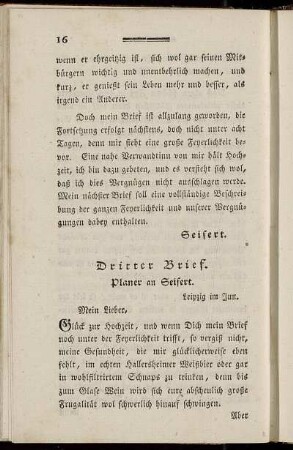 16
wenn er ehrgeitzig ist, sich wol gar seinen Mit-
bürgern wichtig und unentbehrlich machen, und
kurz, er genießt sein Leben mehr und besser, als
irgend ein Anderer.
Doch mein Brief ist allzulang geworden, die
Fortsetzung erfolgt nächstens, doch nicht unter acht
Tagen, denn mir steht eine große Feyerlichkeit be-
vor. Eine nahe Verwandtinn von mir hält Hoch-
zeit, ich bin dazu gebeten, und es versteht sich wol,
daß ich dies Vergnügen nicht ausschlagen werde.
Mein nächster Brief soll eine vollständige Beschrei-
bung der ganzen Feyerlichkeit und unsrer Vergnü-
gungen dabey enthalten.
Seifert.
Dritter Brief.
Planer an Seifert.
Leipzig im Jun.
Mein Lieber,
Glück zur Hochzeit, und wenn Dich mein Brief
noch unter der Feyerlichkeit trifft, so vergiß nicht,
meine Gesundheit, die mir glücklicherweise eben
fehlt, im echten Hallersheimer Weißbier oder gar
in wohlfiltrirtem Schnaps zu trinken, denn bis
zum Glase Wein wird sich eure abscheulich große
Frugalität wol schwerlich hinauf schwingen.
Aber